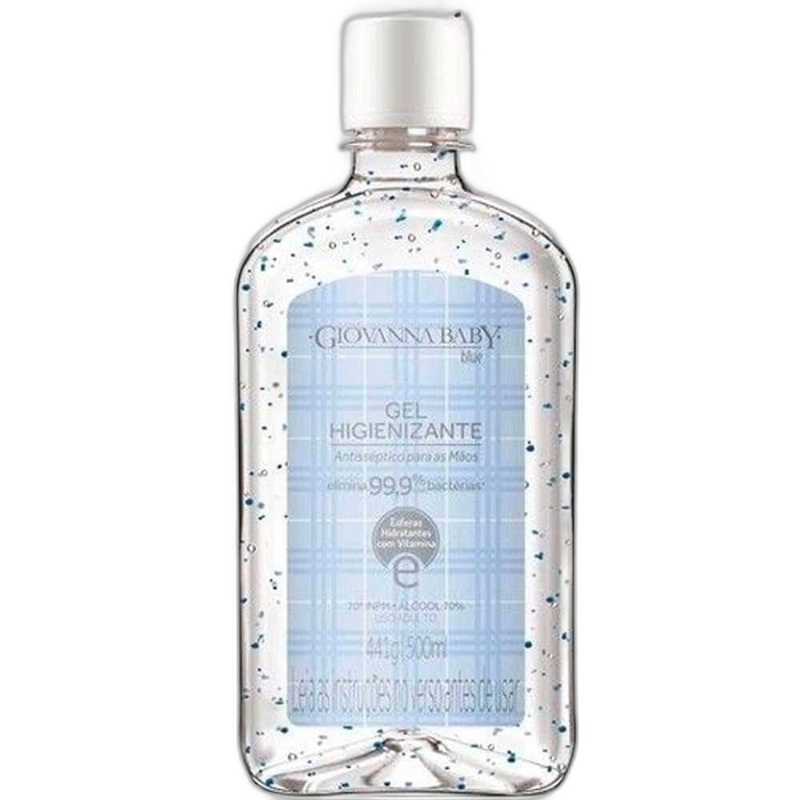 GIOVANNA BABY
blue
GEL
HIGIENIZANTE
Antisséptico para as Mãos
elimina 99,9% bactérias*
Esferas
Hidratantes
com Vitamina
e
70° INPM • ÁLCOOL 70%
USO ADULTO
441g 500ml
Leia as instruções no verso antes de usar